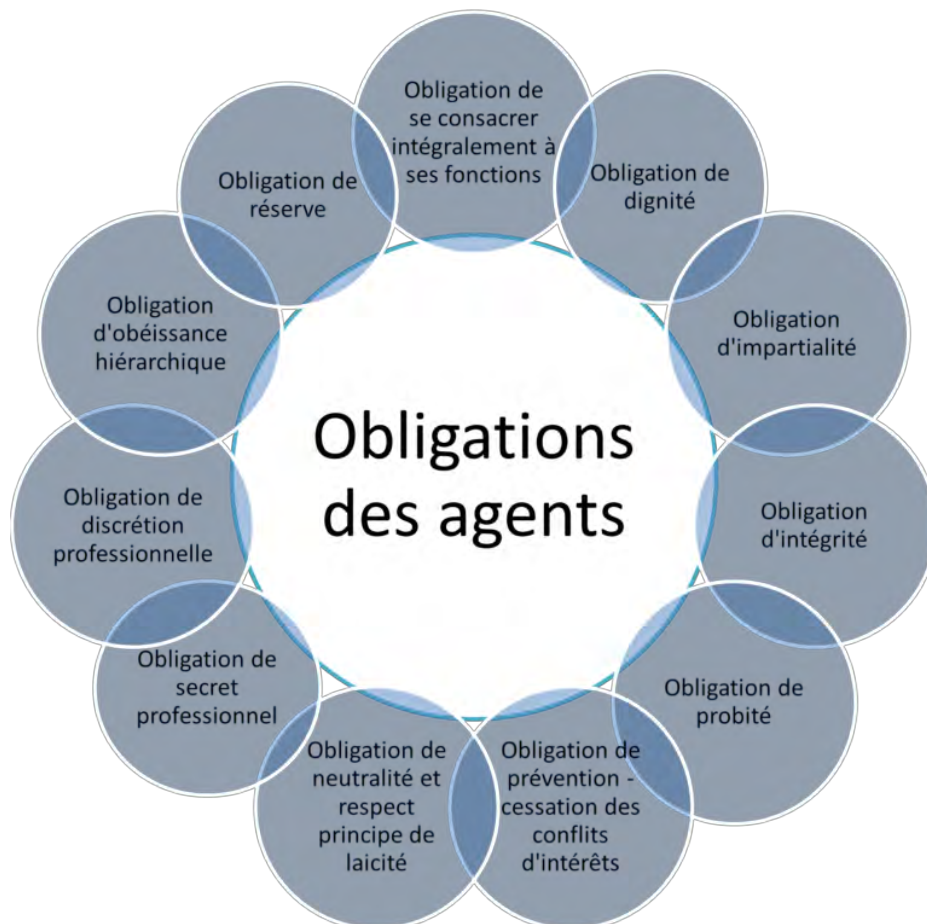 Obligation de
se consacrer
intégralement à
ses fonctions
Obligation de
dignité
Obligation
d'impartialité
Obligation
d'intégrité
Obligation de
probité
Obligation de
prévention -
cessation des
conflits
d'intérêts
Obligation de
neutralité et
respect
principe de
laicité
Obligation de
secret
professionnel
Obligation de
discrétion
professionnelle
Obligation
d'obéissance
hiérarchique
Obligation de
réserve
Obligations
des agents